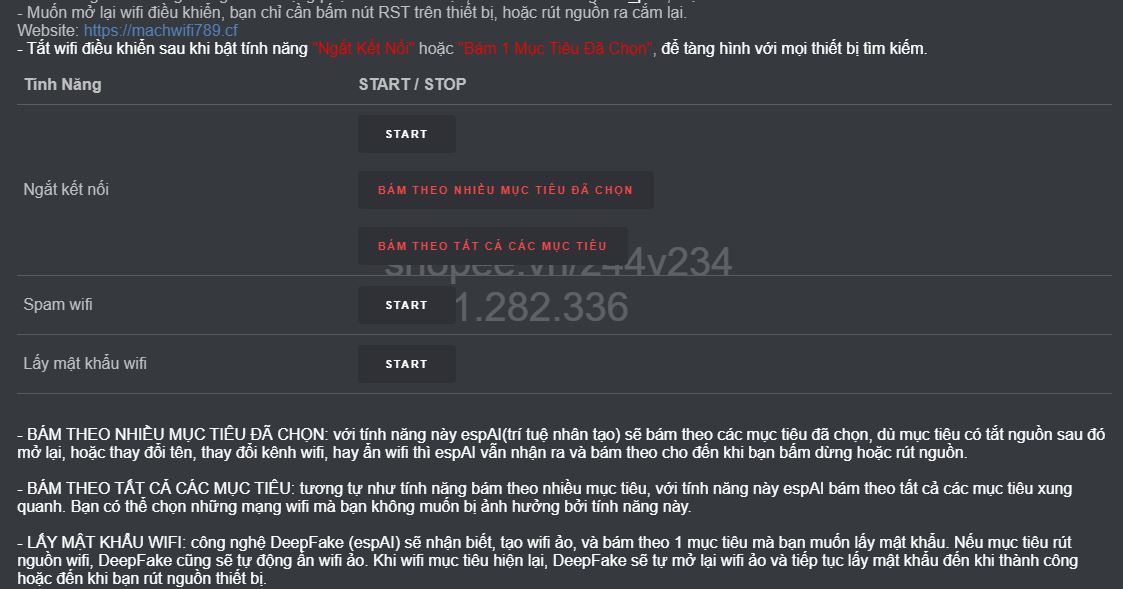 - Muốn mở lại wifi điều khiển, bạn chỉ cần bấm nút RST trên thiết bị, hoặc rút nguồn ra cắm lại.
Website: https://machwifi789.cf
- Tắt wifi điều khiển sau khi bật tính năng "Ngắt Kết Nối" hoặc "Bám 1 Mục Tiêu Đã Chọn", để tàng hình với mọi thiết bị tìm kiếm.
Tính Năng START / STOP
START
Ngắt kết nối BÁM THEO NHIỀU MỤC TIÊU ĐÃ CHỌN
BÁM THEO TẤT CẢ CÁC MỤC TIÊU
shopee.vn/244v234
Spam wifi START 1.282.336
Lấy mật khẩu wifi START
- BÁM THEO NHIỀU MỤC TIÊU ĐÃ CHỌN: với tính năng này espAI(trí tuệ nhân tạo) sẽ bám theo các mục tiêu đã chọn, dù mục tiêu có tắt nguồn sau đó
mở lại, hoặc thay đổi tên, thay đổi kênh wifi, hay ẩn wifi thì espAI vẫn nhận ra và bám theo cho đến khi bạn bấm dừng hoặc rút nguồn.
- BÁM THEO TẤT CẢ CÁC MỤC TIÊU: tương tự như tính năng bám theo nhiều mục tiêu, với tính năng này espAI bám theo tất cả các mục tiêu xung
quanh. Bạn có thể chọn những mạng wifi mà bạn không muốn bị ảnh hưởng bởi tính năng này.
- LẤY MẬT KHẨU WIFI: công nghệ DeepFake (espAI) sẽ nhận biết, tạo wifi ảo, và bám theo 1 mục tiêu mà bạn muốn lấy mật khẩu. Nếu mục tiêu rút
nguồn wifi, DeepFake cũng sẽ tự động ẩn wifi ảo. Khi wifi mục tiêu hiện lại, DeepFake sẽ tự mở lại wifi ảo và tiếp tục lấy mật khẩu đến khi thành công
hoặc đến khi bạn rút nguồn thiết bị.